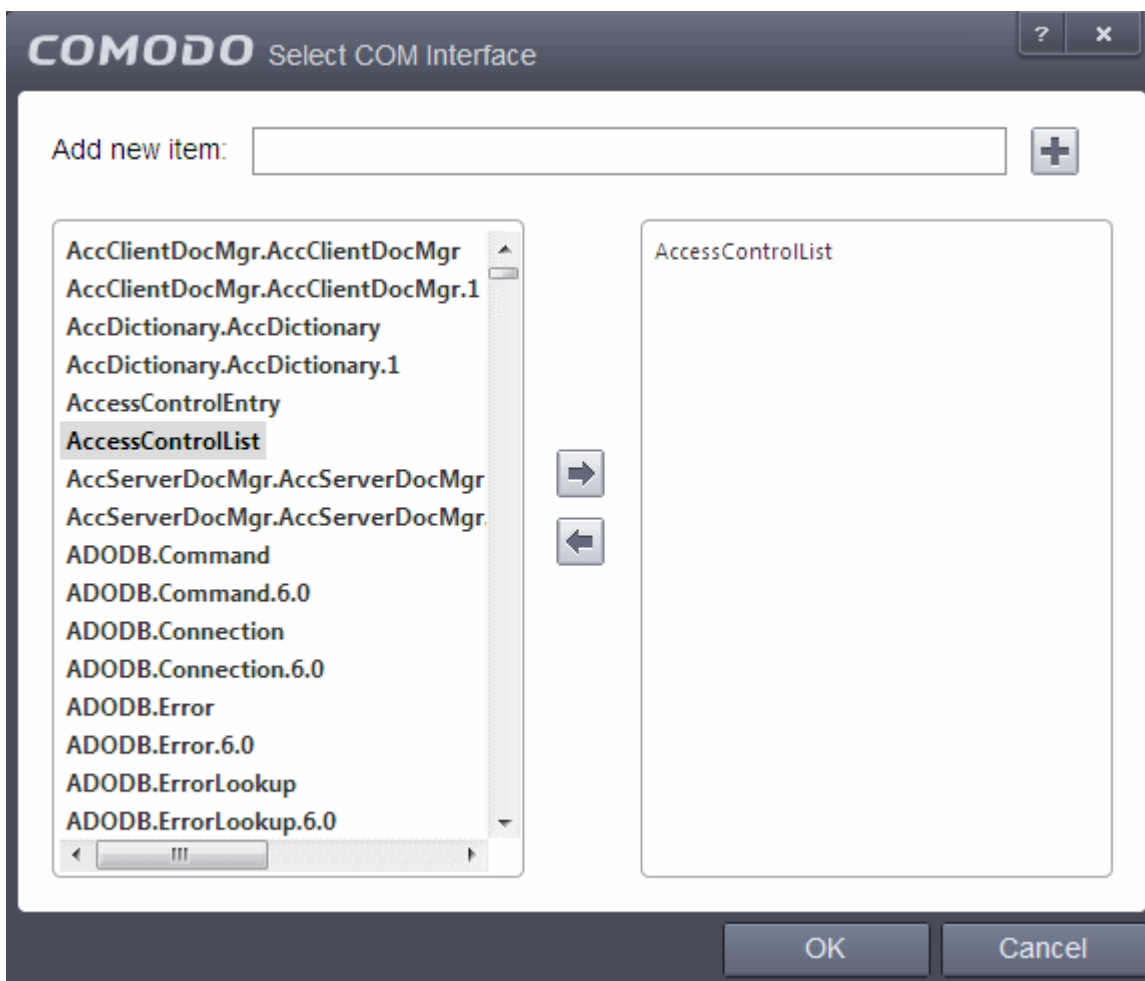 COMODO Select COM Interface
? x
Add new item:
AccClientDocMgr.AccClientDocMgr
AccClientDocMgr.AccClientDocMgr.1
AccDictionary.AccDictionary
AccDictionary.AccDictionary.1
AccessControlEntry
AccessControlList
AccServerDocMgr.AccServerDocMgr
AccServerDocMgr.AccServerDocMgr.
ADODB.Command
ADODB.Command.6.0
ADODB.Connection
ADODB.Connection.6.0
ADODB.Error
ADODB.Error.6.0
ADODB.ErrorLookup
ADODB.ErrorLookup.6.0
AccessControlList
OK
Cancel